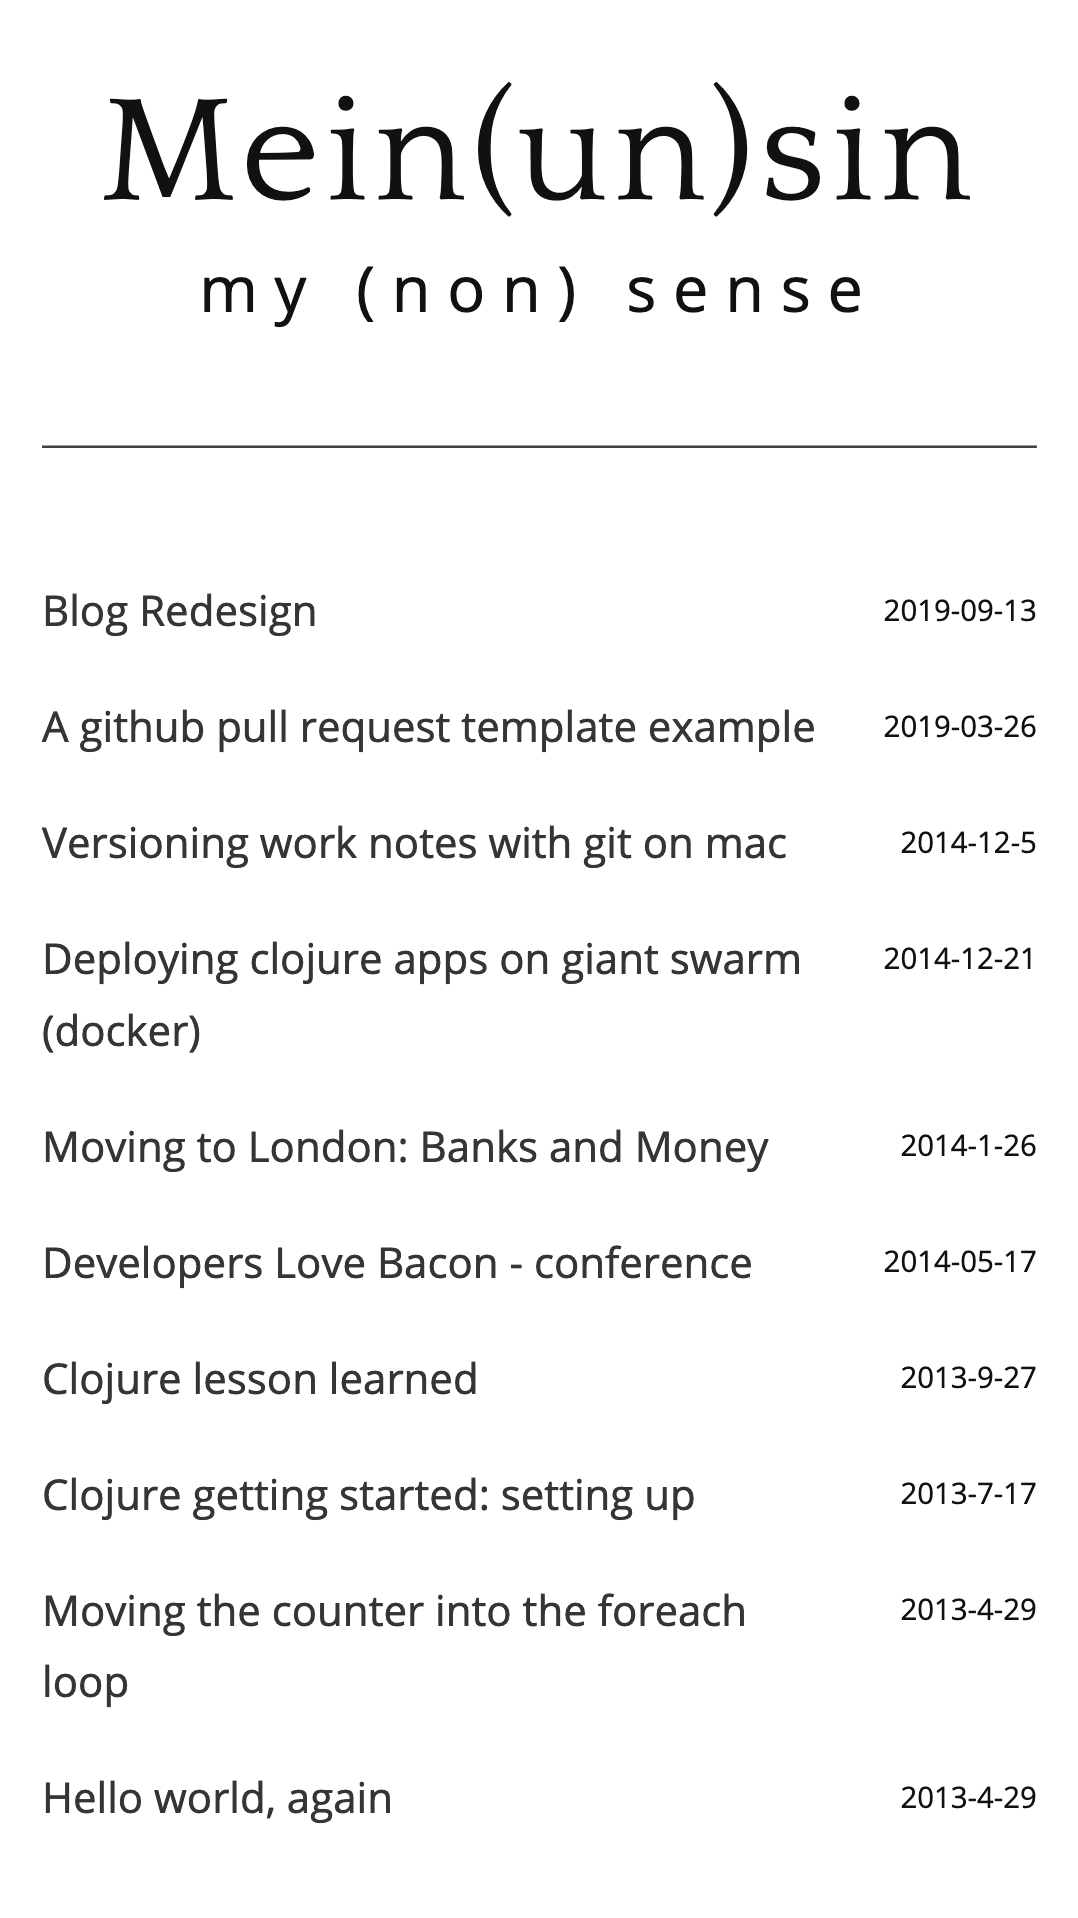 Mein(un)sin
my (non) sense
Blog Redesign 2019-09-13
A github pull request template example 2019-03-26
Versioning work notes with git on mac 2014-12-5
Deploying clojure apps on giant swarm 2014-12-21
(docker)
Moving to London: Banks and Money 2014-1-26
Developers Love Bacon - conference 2014-05-17
Clojure lesson learned 2013-9-27
Clojure getting started: setting up 2013-7-17
Moving the counter into the foreach 2013-4-29
loop
Hello world, again 2013-4-29